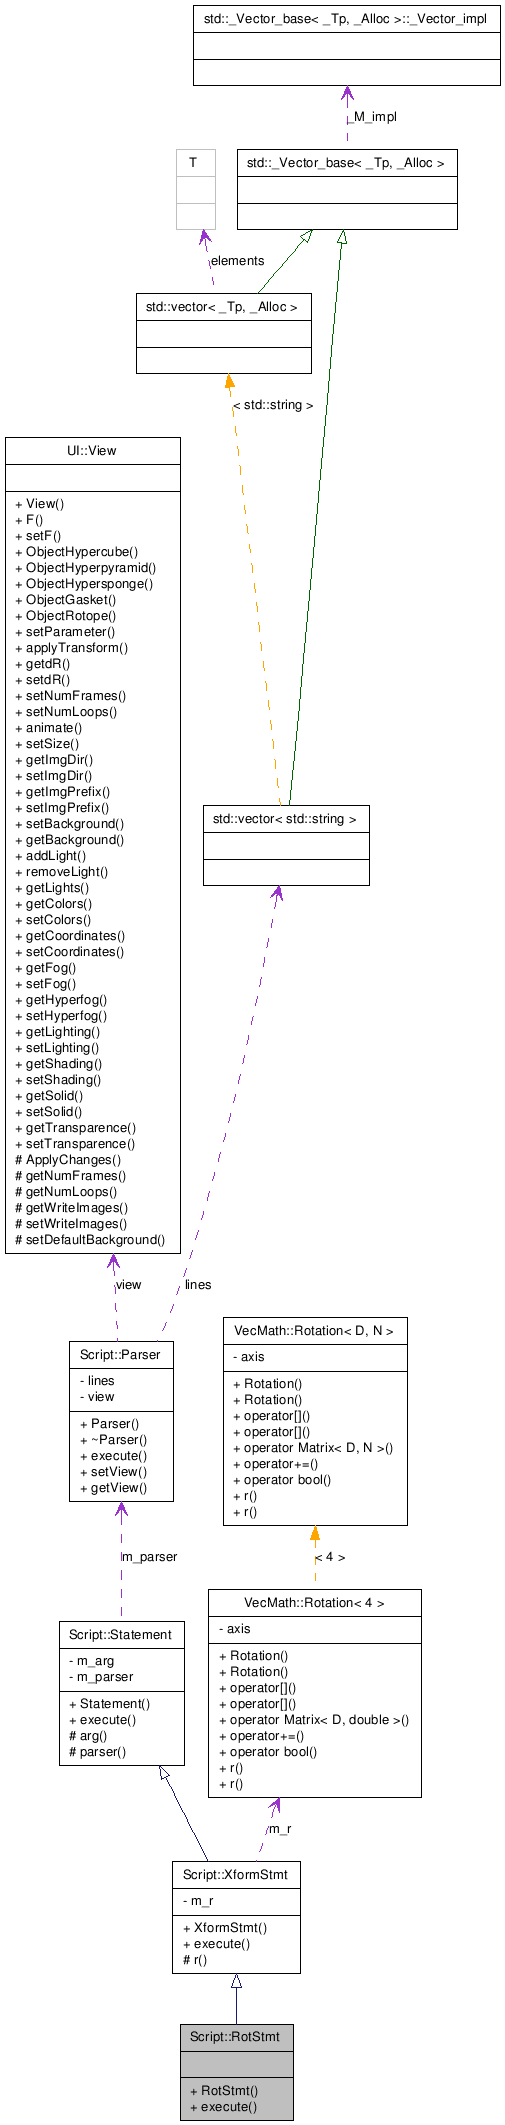 std::_Vector_base< _Tp, _Alloc >::_Vector_impl
_M_impl
T
std::_Vector_base< _Tp, _Alloc >
elements
std::vector< _Tp, _Alloc >
< std::string >
UI::View
+ View()
+ F()
+ setF()
+ ObjectHypercube()
+ ObjectHyperpyramid()
+ ObjectHypersponge()
+ ObjectGasket()
+ ObjectRotope()
+ setParameter()
+ applyTransform()
+ getdR()
+ setdR()
+ setNumFrames()
+ setNumLoops()
+ animate()
+ setSize()
+ getImgDir()
+ setImgDir()
+ getImgPrefix()
+ setImgPrefix()
+ setBackground()
+ getBackground()
+ addLight()
+ removeLight()
+ getLights()
+ getColors()
+ setColors()
+ getCoordinates()
+ setCoordinates()
+ getFog()
+ setFog()
+ getHyperfog()
+ setHyperfog()
+ getLighting()
+ setLighting()
+ getShading()
+ setShading()
+ getSolid()
+ setSolid()
+ getTransparence()
+ setTransparence()
# ApplyChanges()
# getNumFrames()
# getNumLoops()
# getWriteImages()
# setWriteImages()
# setDefaultBackground()
std::vector< std::string >
view
lines
Script::Parser
- lines
- view
+ Parser()
+ ~Parser()
+ execute()
+ setView()
+ getView()
VecMath::Rotation< D, N >
- axis
+ Rotation()
+ Rotation()
+ operator[]()
+ operator[]()
+ operator Matrix< D, N >()
+ operator+=()
+ operator bool()
+ r()
+ r()
m_parser
< 4 >
Script::Statement
- m_arg
- m_parser
+ Statement()
+ execute()
# arg()
# parser()
VecMath::Rotation< 4 >
- axis
+ Rotation()
+ Rotation()
+ operator[]()
+ operator[]()
+ operator Matrix< D, double >()
+ operator+=()
+ operator bool()
+ r()
+ r()
m_r
Script::XformStmt
- m_r
+ XformStmt()
+ execute()
# r()
Script::RotStmt
+ RotStmt()
+ execute()